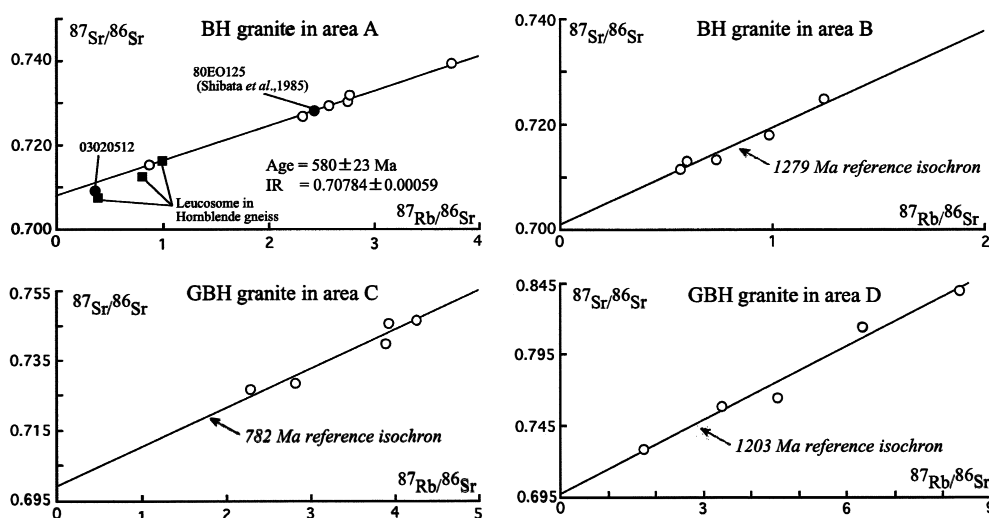 87Sr/86Sr
BH granite in area A
0.740
0.720
0.700
80EO125
(Shibata et al.,1985)
03020512
Age = 580±23 Ma
IR = 0.70784±0.00059
Leucosome in
Hornblende gneiss
87Rb/86Sr
0 1 2 3 4
87Sr/86Sr
BH granite in area B
0.740
0.720
0.700
1279 Ma reference isochron
87Rb/86Sr
0 1 2
87Sr/86Sr
GBH granite in area C
0.755
0.735
0.715
0.695
782 Ma reference isochron
87Rb/86Sr
0 1 2 3 4 5
87Sr/86Sr
GBH granite in area D
0.845
0.795
0.745
0.695
1203 Ma reference isochron
87Rb/86Sr
0 3 6 9